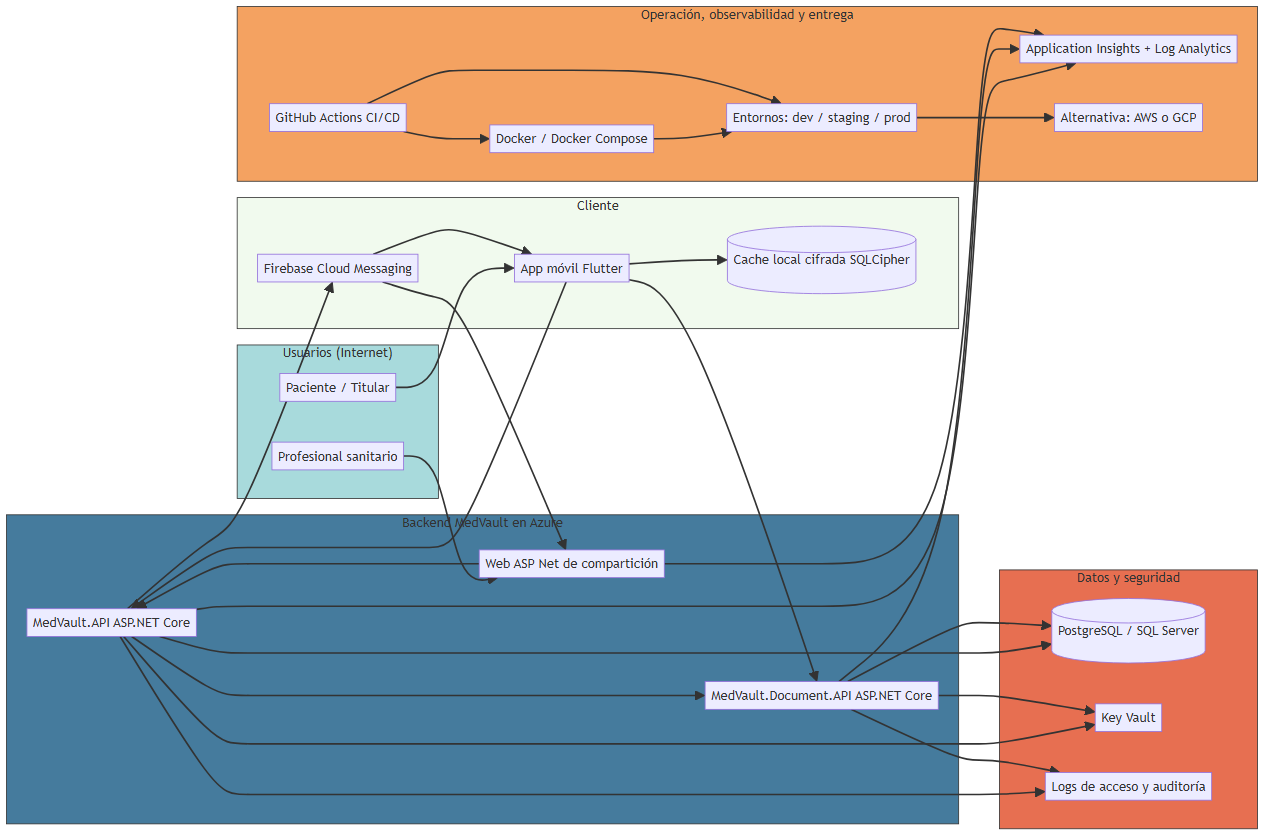 Operación, observabilidad y entrega
Application Insights + Log Analytics
GitHub Actions CI/CD
Entornos: dev / staging / prod
Alternativa: AWS o GCP
Docker / Docker Compose
Cliente
Firebase Cloud Messaging
App móvil Flutter
Cache local cifrada SQLCipher
Usuarios (Internet)
Paciente / Titular
Profesional sanitario
Backend MedVault en Azure
Web ASP Net de compartición
MedVault.API ASP.NET Core
MedVault.Document.API ASP.NET Core
Datos y seguridad
PostgreSQL / SQL Server
Key Vault
Logs de acceso y auditoría